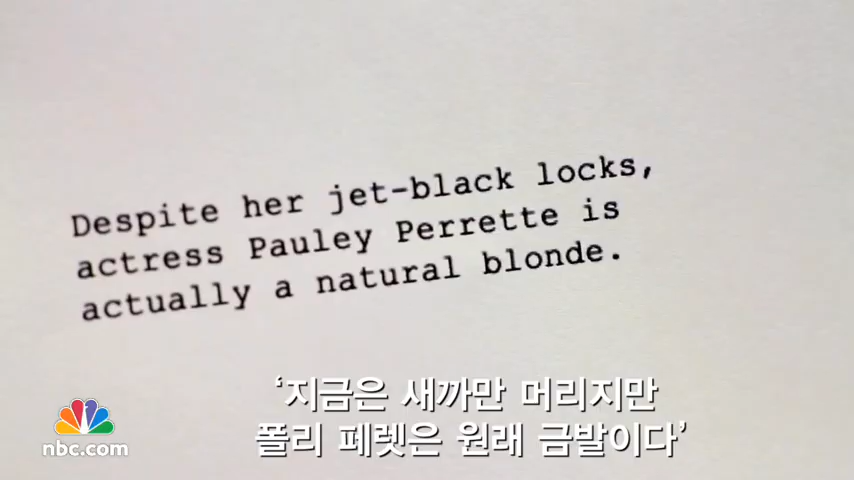 Despite her jet-black locks,
actress Pauley Perrette is
actually a natural blonde.
‘지금은 새까만 머리지만
폴리 페렛은 원래 금발이다’
nbc.com